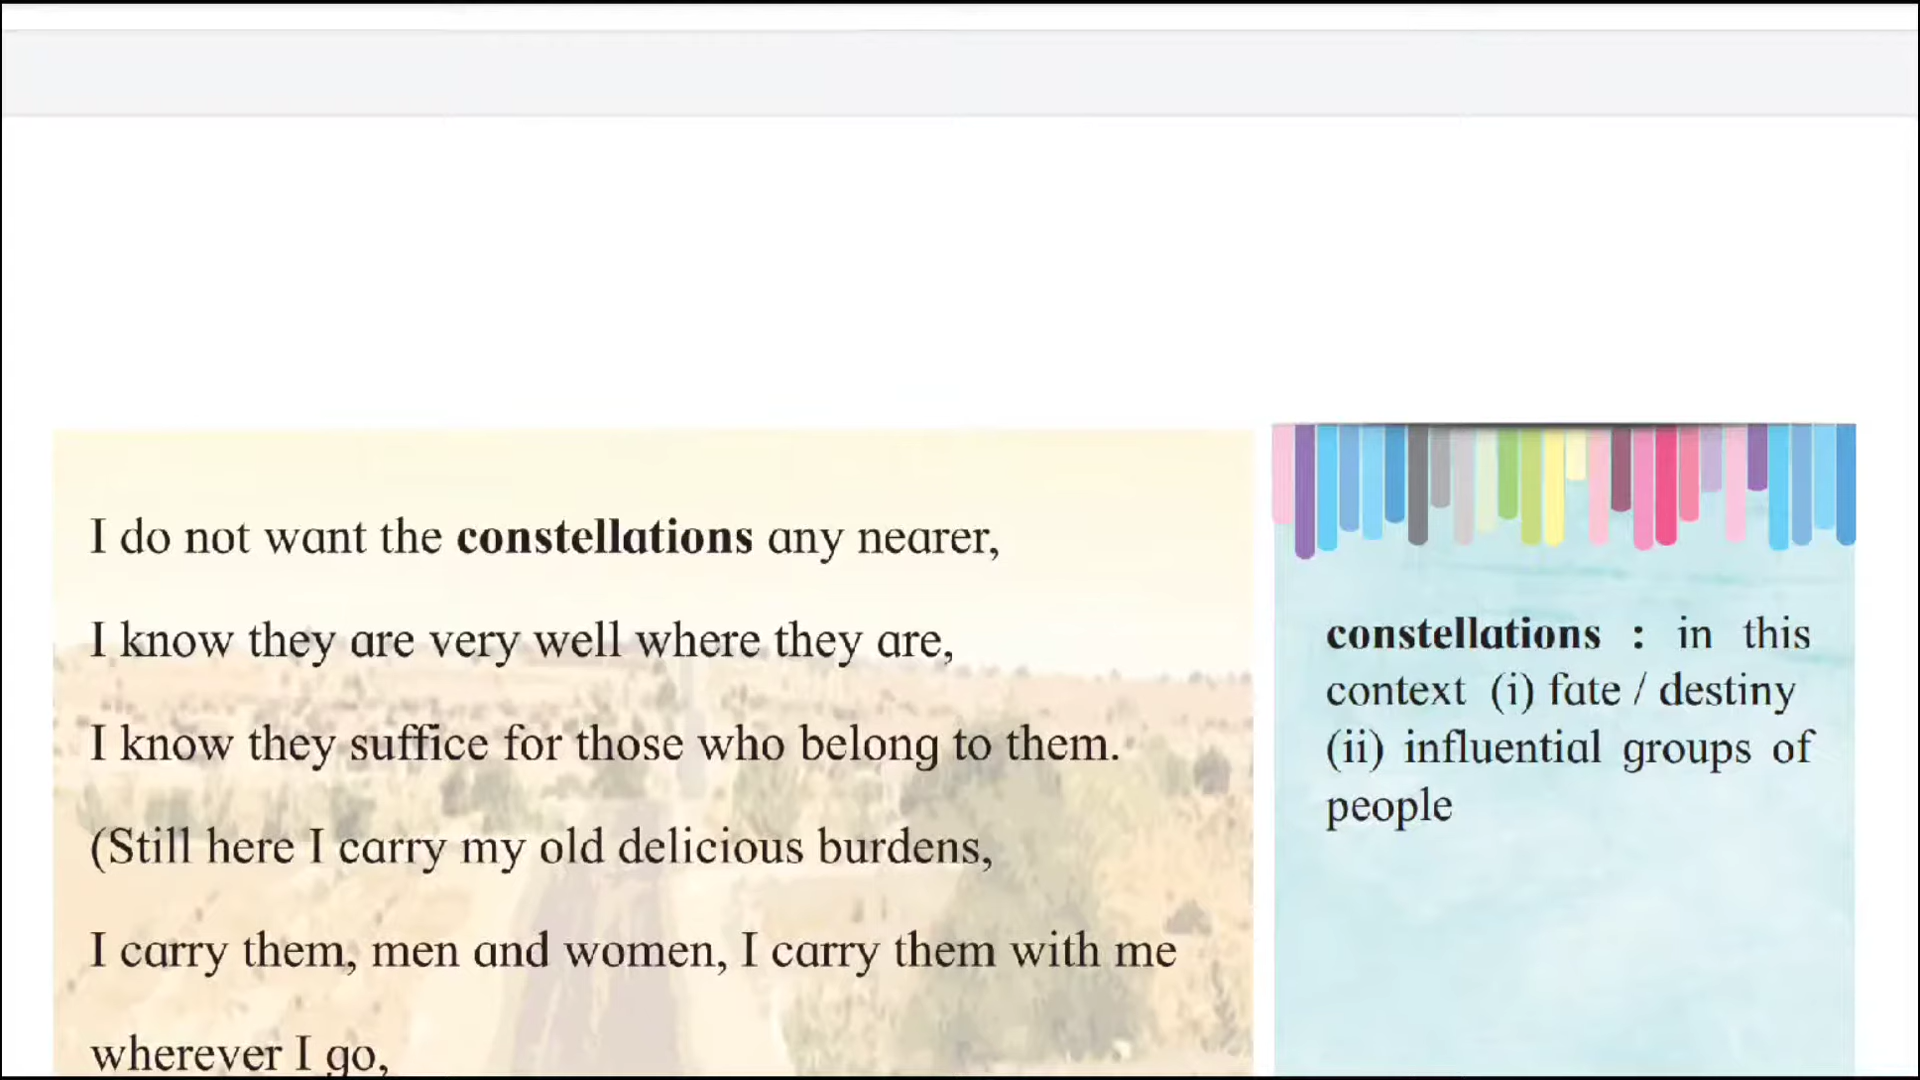 I do not want the constellations any nearer,
I know they are very well where they are,
I know they suffice for those who belong to them.
(Still here I carry my old delicious burdens,
I carry them, men and women, I carry them with me
wherever I go,
constellations : in this
context (i) fate / destiny
(ii) influential groups of
people